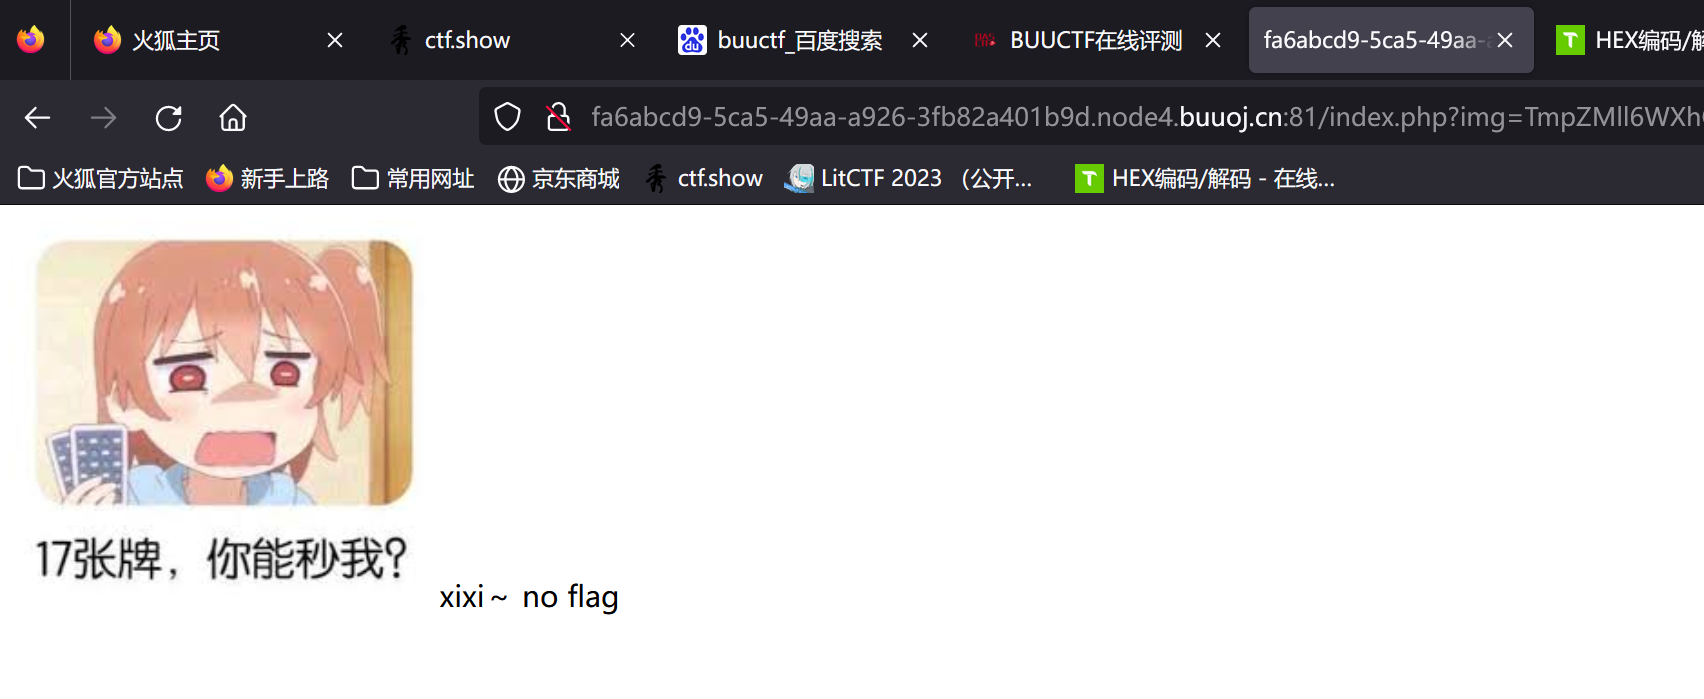 火狐主页 ctf.show buuctf_百度搜索 BUUCTF在线评测 fa6abcd9-5ca5-49aa- HEX编码/解
fa6abcd9-5ca5-49aa-a926-3fb82a401b9d.node4.buuoj.cn:81/index.php?img=TmpZMll6WXh
火狐官方站点 新手上路 常用网址 京东商城 ctf.show LitCTF 2023 （公开... HEX编码/解码 - 在线...
17张牌，你能秒我?
xixi～ no flag